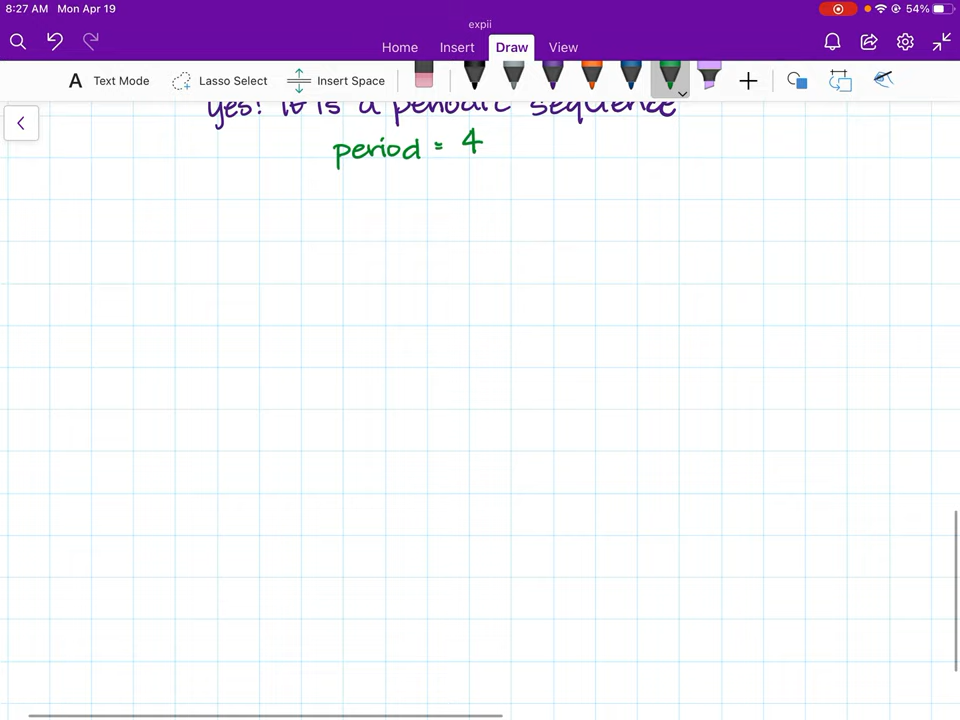 8:27 AM Mon Apr 19
54%
expii
Home Insert Draw View
A Text Mode Lasso Select Insert Space
yes! it is a periodic sequence
period = 4